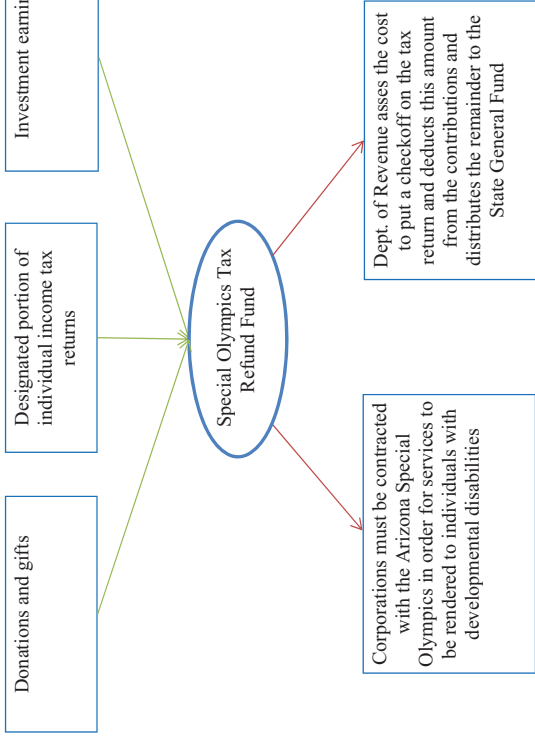 Donations and gifts
Designated portion of
individual income tax
returns
Investment
Special Olympics Tax
Refund Fund
Corporations must be contracted
with the Arizona Special
Olympics in order for services to
be rendered to individuals with
developmental disabilities
Dept. of Revenue asses the cost
to put a checkoff on the tax
return and deducts this amount
from the contributions and
distributes the remainder to the
State General Fund